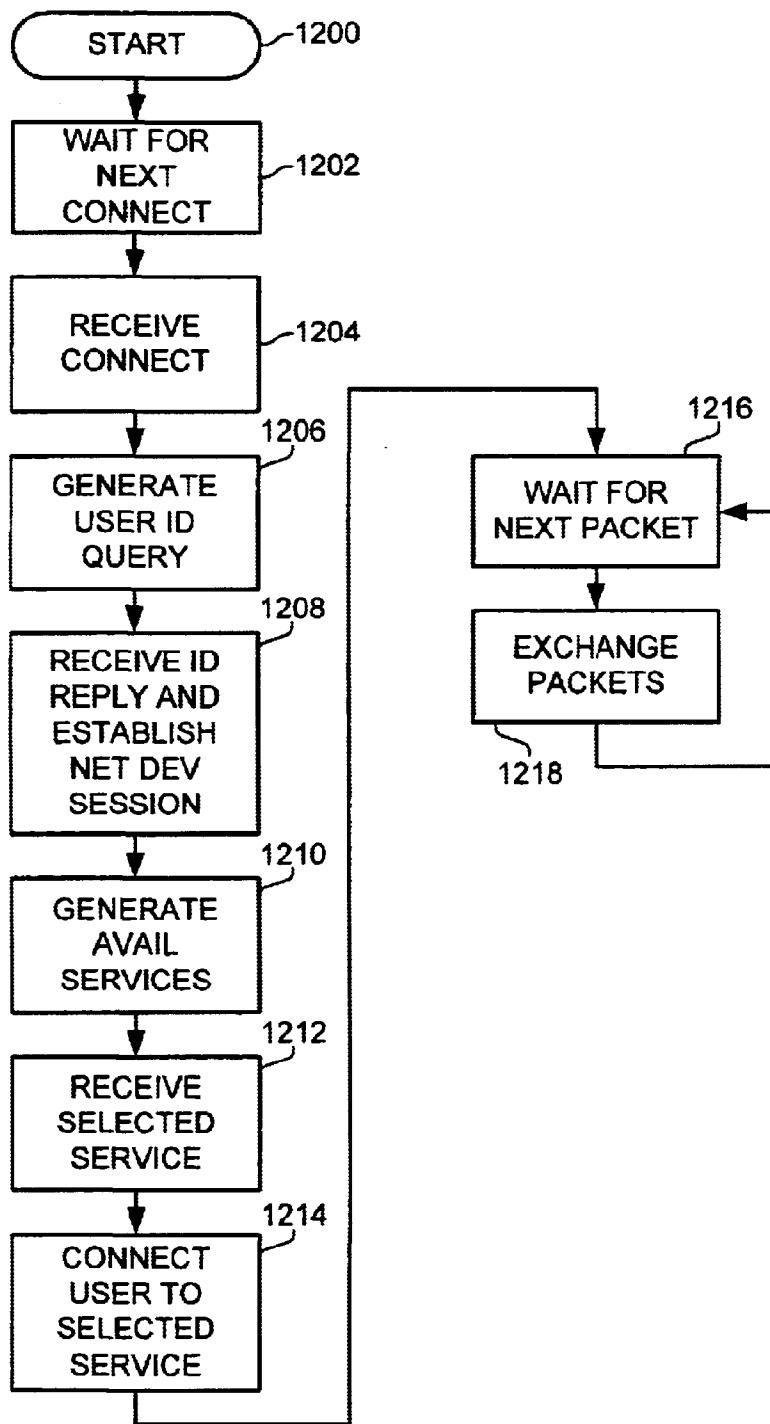 START
1200
WAIT FOR
NEXT
CONNECT
1202
RECEIVE
CONNECT
1204
1206
GENERATE
USER ID
QUERY
1208
RECEIVE ID
REPLY AND
ESTABLISH
NET DEV
SESSION
1210
GENERATE
AVAIL
SERVICES
1212
RECEIVE
SELECTED
SERVICE
1214
CONNECT
USER TO
SELECTED
SERVICE
1216
WAIT FOR
NEXT PACKET
EXCHANGE
PACKETS
1218